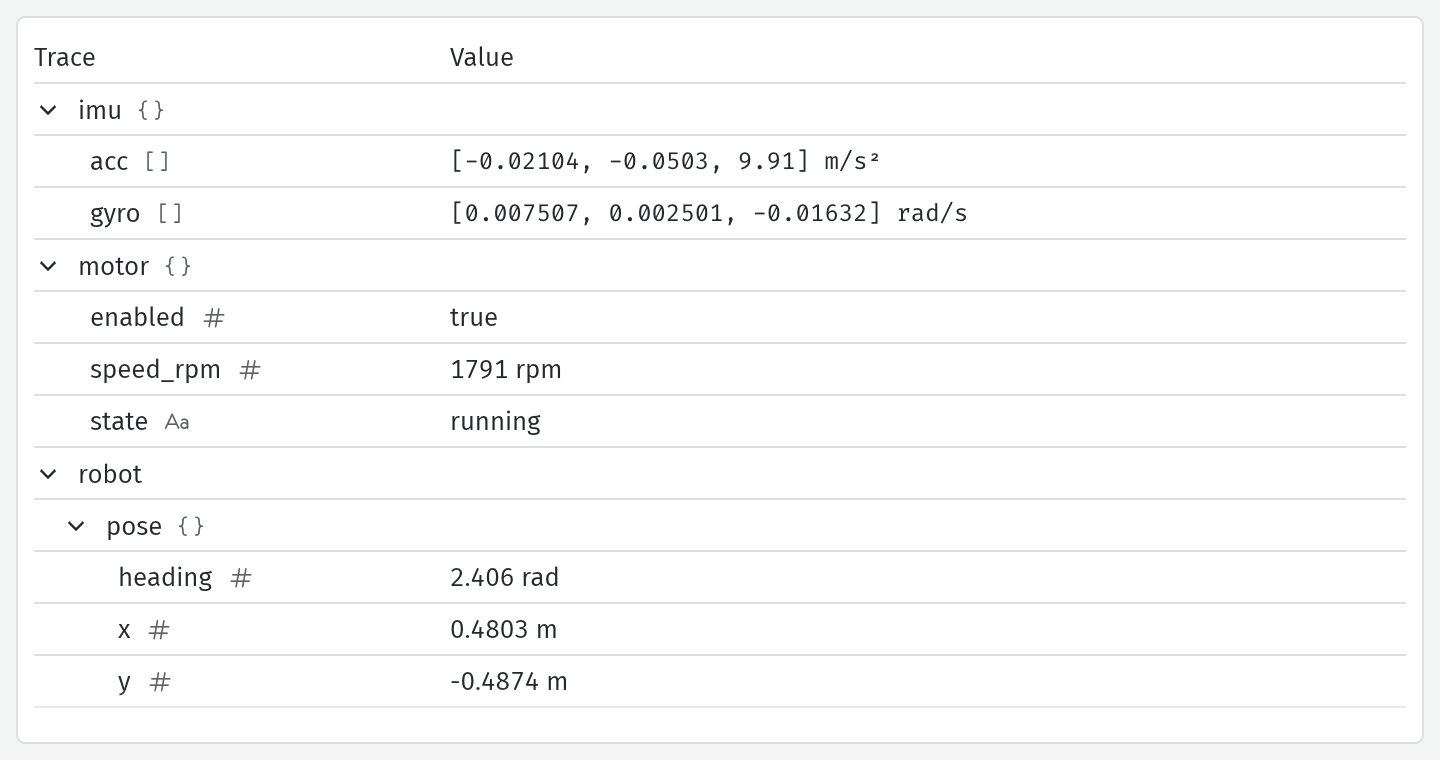 Trace Value
imu {}
acc [] [-0.02104, -0.0503, 9.91] m/s²
gyro [] [0.007507, 0.002501, -0.01632] rad/s
motor {}
enabled # true
speed_rpm # 1791 rpm
state Aa running
robot
pose {}
heading # 2.406 rad
x # 0.4803 m
y # -0.4874 m